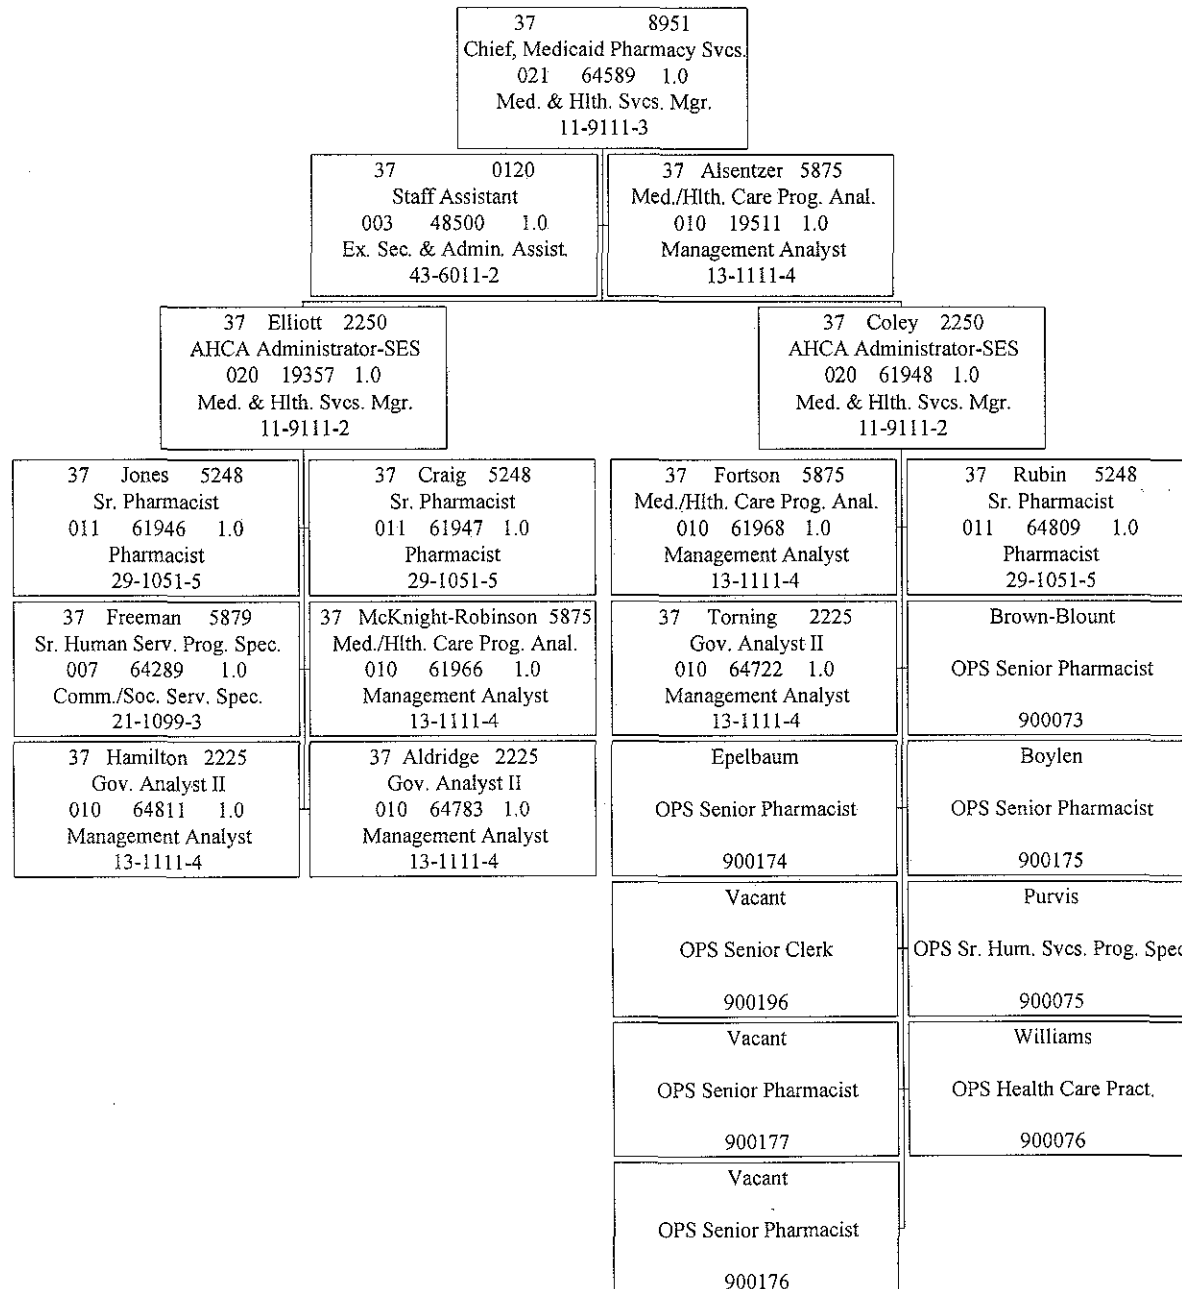 37 8951
Chief, Medicaid Pharmacy Svcs.
021 64589 1.0
Med. & Hlth. Svcs. Mgr.
11-9111-3
37 0120
Staff Assistant
003 48500 1.0
Ex. Sec. & Admin. Assist.
43-6011-2
37 Alsentzer 5875
Med./Hlth. Care Prog. Anal.
010 19511 1.0
Management Analyst
13-1111-4
37 Elliott 2250
AHCA Administrator-SES
020 19357 1.0
Med. & Hlth. Svcs. Mgr.
11-9111-2
37 Coley 2250
AHCA Administrator-SES
020 61948 1.0
Med. & Hlth. Svcs. Mgr.
11-9111-2
37 Jones 5248
Sr. Pharmacist
011 61946 1.0
Pharmacist
29-1051-5
37 Craig 5248
Sr. Pharmacist
011 61947 1.0
Pharmacist
29-1051-5
37 Fortson 5875
Med./Hlth. Care Prog. Anal.
010 61968 1.0
Management Analyst
13-1111-4
37 Rubin 5248
Sr. Pharmacist
011 64809 1.0
Pharmacist
29-1051-5
37 Freeman 5879
Sr. Human Serv. Prog. Spec.
007 64289 1.0
Comm./Soc. Serv. Spec.
21-1099-3
37 McKnight-Robinson 5875
Med./Hlth. Care Prog. Anal.
010 61966 1.0
Management Analyst
13-1111-4
37 Torning 2225
Gov. Analyst II
010 64722 1.0
Management Analyst
13-1111-4
Brown-Blount
OPS Senior Pharmacist
900073
37 Hamilton 2225
Gov. Analyst II
010 64811 1.0
Management Analyst
13-1111-4
37 Aldridge 2225
Gov. Analyst II
010 64783 1.0
Management Analyst
13-1111-4
Epelbaum
OPS Senior Pharmacist
900174
Boylen
OPS Senior Pharmacist
900175
Vacant
OPS Senior Clerk
900196
Purvis
OPS Sr. Hum. Svcs. Prog. Spec
900075
Vacant
OPS Senior Pharmacist
900177
Williams
OPS Health Care Pract.
900076
Vacant
OPS Senior Pharmacist
900176